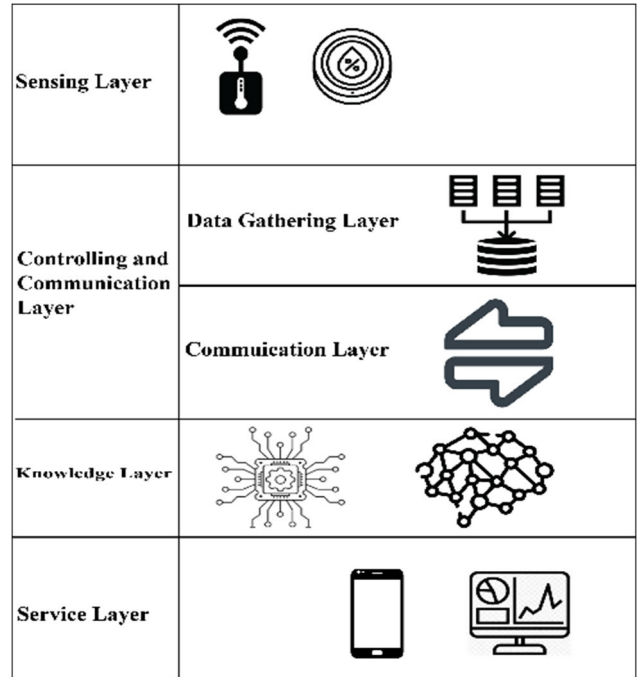 Sensing Layer
%
Data Gathering Layer
Controlling and
Communication
Layer
Commuication Layer
Knowledge Layer
Service Layer